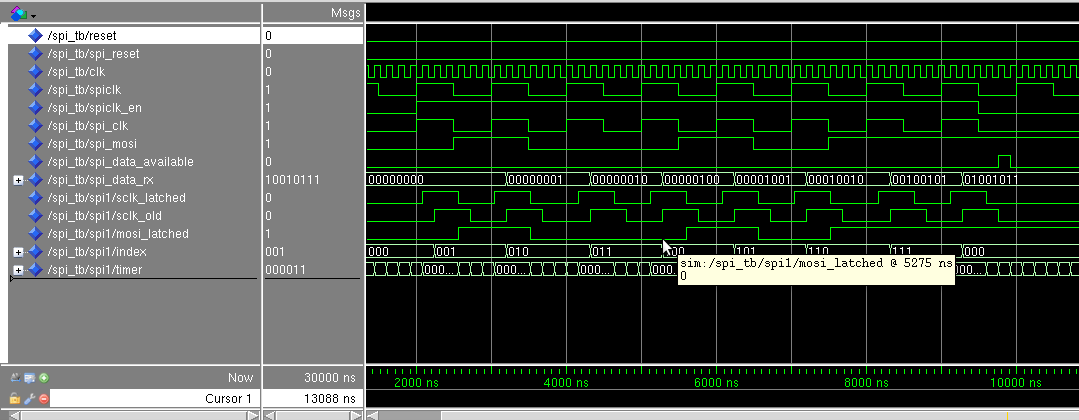 Msgs
/spi_tb/reset 0
/spi_tb/spi_reset 0
/spi_tb/clk 0
/spi_tb/spiclk 1
/spi_tb/spiclk_en 0
/spi_tb/spi_clk 1
/spi_tb/spi_mosi 1
/spi_tb/spi_data_available 0
/spi_tb/spi_data_rx 10010111 00000000 00000001 00000010 00000100 00001001 00010010 00100101 01001011
/spi_tb/spi1/sclk_latched 0
/spi_tb/spi1/sclk_old 0
/spi_tb/spi1/mosi_latched 1
/spi_tb/spi1/index 001 000 001 010 011 101 110 111 000
/spi_tb/spi1/timer 000011 000... 000... 000... 000... 000...
sim:/spi_tb/spi1/mosi_latched @ 5275 ns
0
Now 30000 ns 2000 ns 4000 ns 6000 ns 8000 ns 10000 ns
Cursor 1 13088 ns